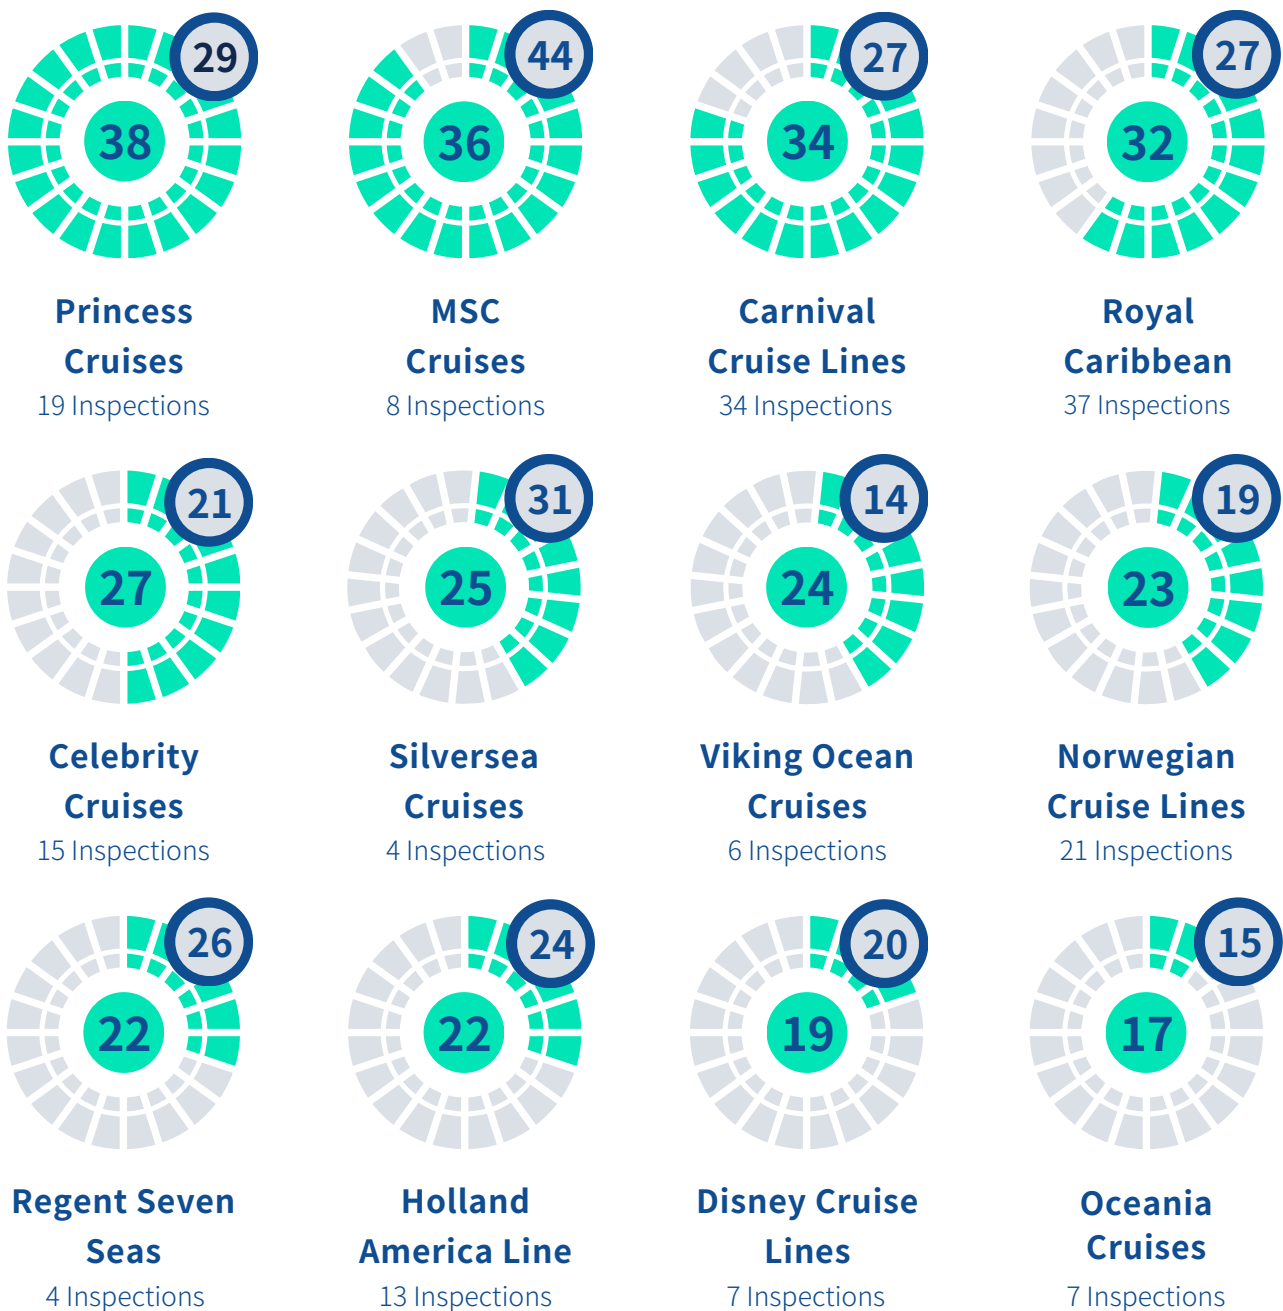 29
38
Princess
Cruises
19 Inspections
44
36
MSC
Cruises
8 Inspections
27
34
Carnival
Cruise Lines
34 Inspections
27
32
Royal
Caribbean
37 Inspections
21
27
Celebrity
Cruises
15 Inspections
31
25
Silversea
Cruises
4 Inspections
14
24
Viking Ocean
Cruises
6 Inspections
19
23
Norwegian
Cruise Lines
21 Inspections
26
22
Regent Seven
Seas
4 Inspections
24
22
Holland
America Line
13 Inspections
20
19
Disney Cruise
Lines
7 Inspections
15
17
Oceania
Cruises
7 Inspections